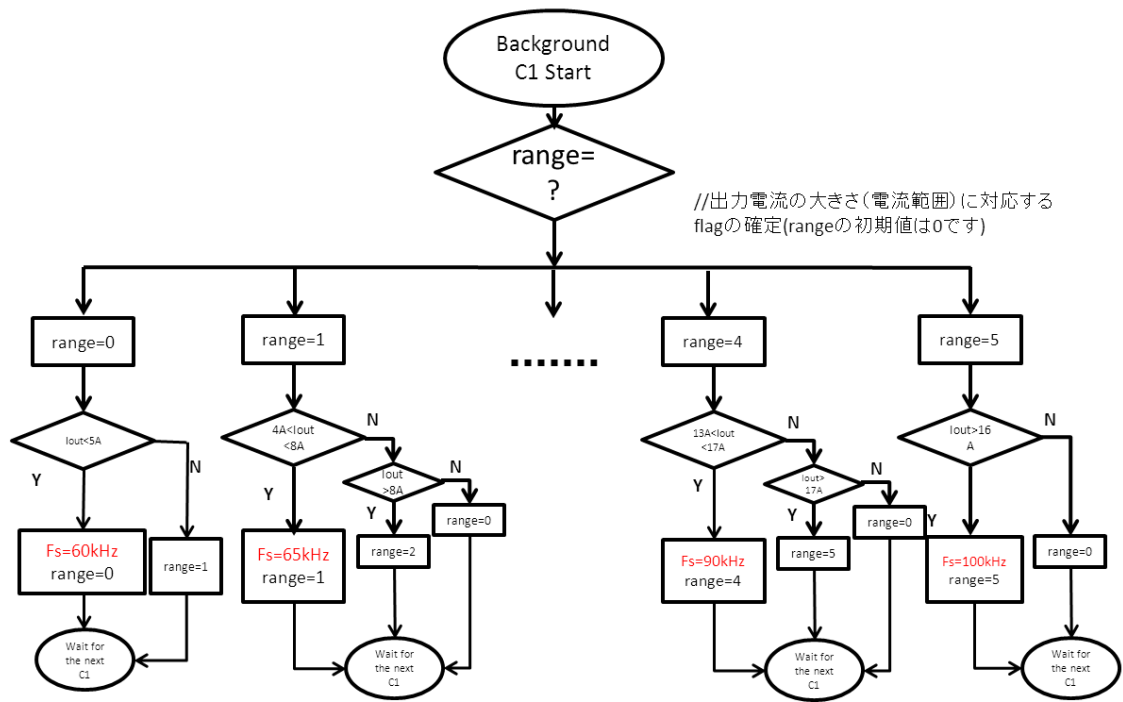 Background
C1 Start
range=
?
//出力電流の大きさ(電流範囲)に対応する
flagの確定(rangeの初期値は0です)
range=0
range=1
.......
range=4
range=5
Iout<5A
N
Y
4A<Iout
<8A
N
Y
Iout
>8A
N
Y
13A<Iout
<17A
N
Y
Iout>
17A
N
Y
Iout>16
A
N
Y
Fs=60kHz
range=0
range=1
Fs=65kHz
range=1
range=2
range=0
Fs=90kHz
range=4
range=5
range=0
Fs=100kHz
range=5
range=0
Wait for
the next
C1
Wait for
the next
C1
Wait for
the next
C1
Wait for
the next
C1